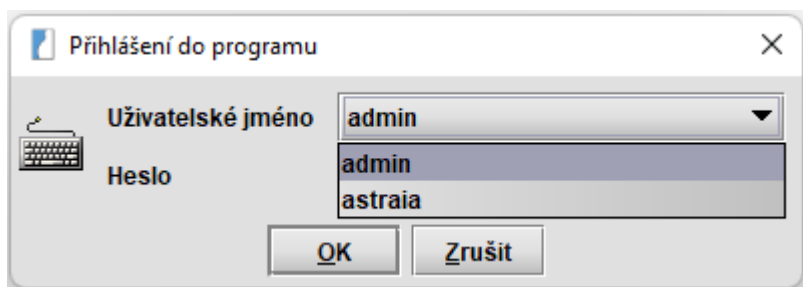 Přihlášení do programu
Uživatelské jméno admin
admin
Heslo
astraia
OK Zrušit